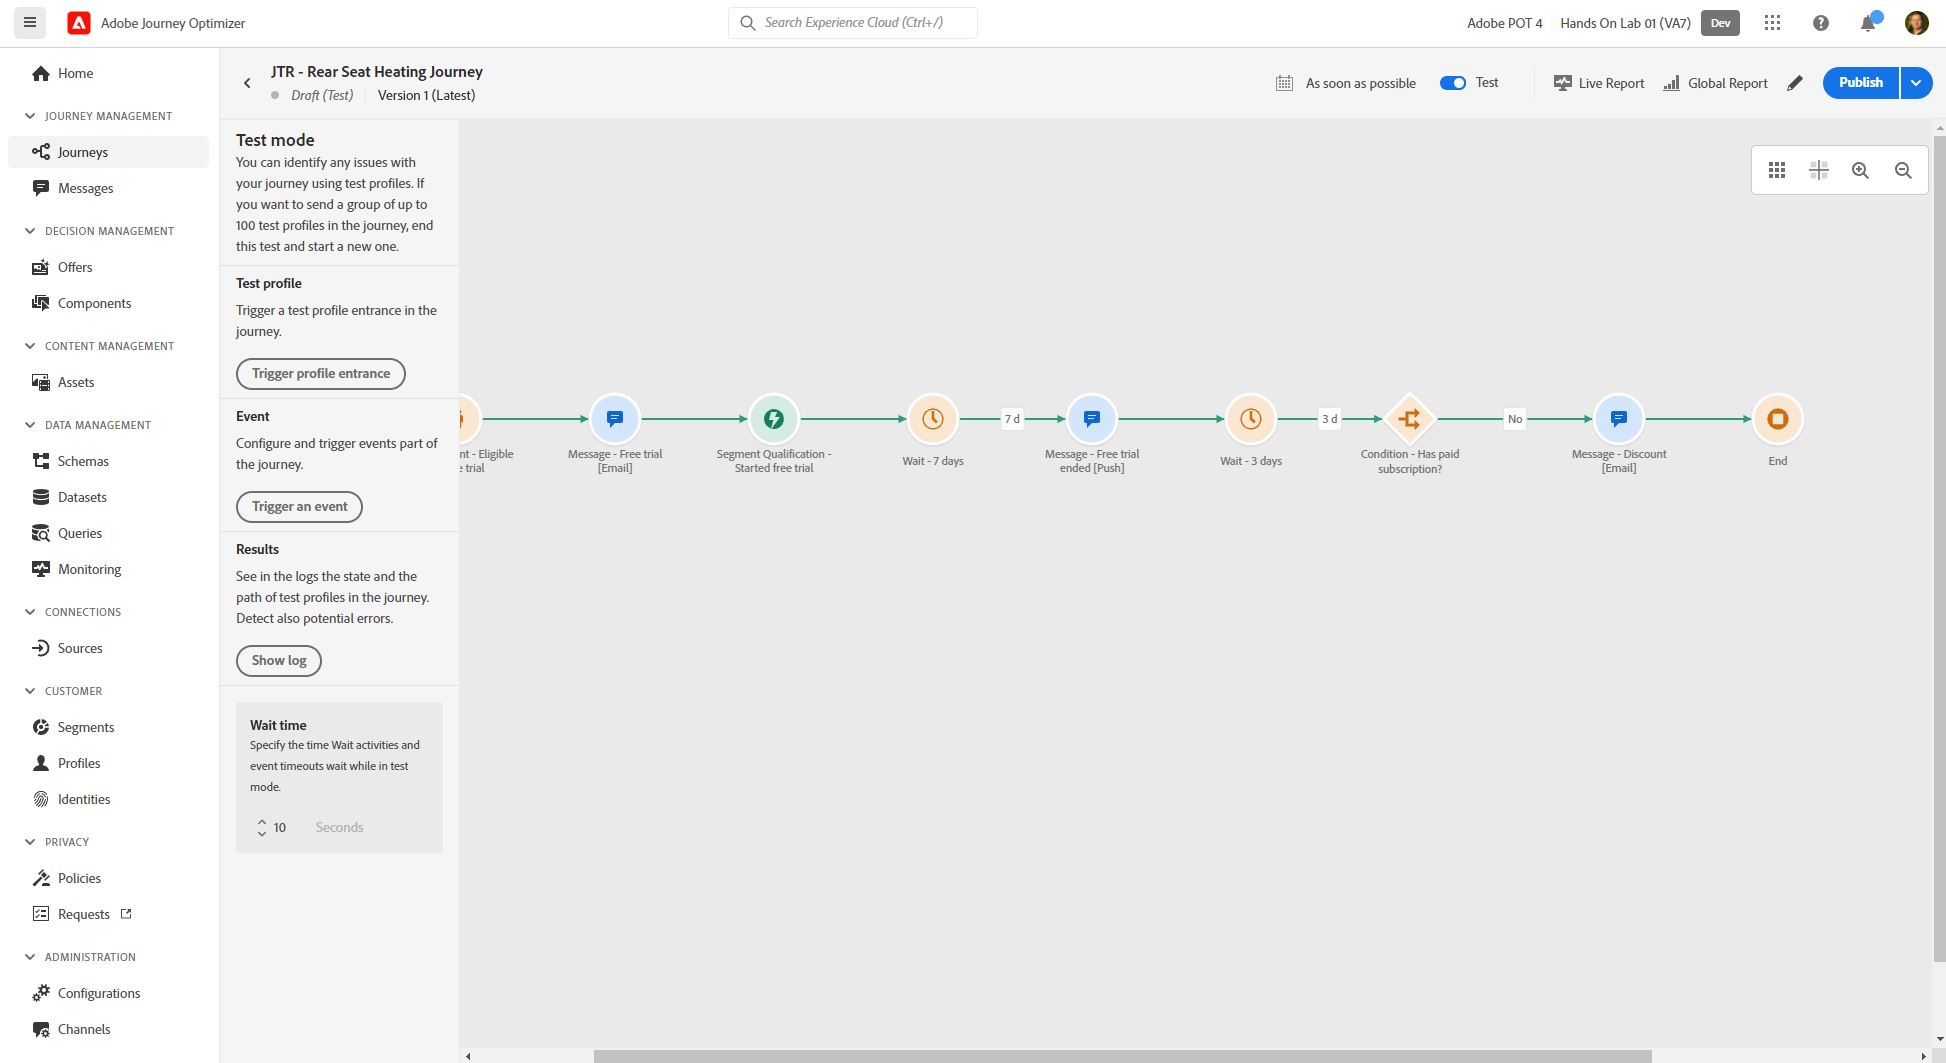 Adobe Journey Optimizer
Search Experience Cloud (Ctrl+/)
Adobe POT 4
Hands On Lab 01 (VA7)
Dev
Home
JOURNEY MANAGEMENT
Journeys
Messages
DECISION MANAGEMENT
Offers
Components
CONTENT MANAGEMENT
Assets
DATA MANAGEMENT
Schemas
Datasets
Queries
Monitoring
CONNECTIONS
Sources
CUSTOMER
Segments
Profiles
Identities
PRIVACY
Policies
Requests
ADMINISTRATION
Configurations
Channels
JTR - Rear Seat Heating Journey
Draft (Test)
Version 1 (Latest)
As soon as possible
Test
Live Report
Global Report
Publish
Test mode
You can identify any issues with
your journey using test profiles. If
you want to send a group of up to
100 test profiles in the journey, end
this test and start a new one.
Test profile
Trigger a test profile entrance in the
journey.
Trigger profile entrance
Event
Configure and trigger events part of
the journey.
Trigger an event
Results
See in the logs the state and the
path of test profiles in the journey.
Detect also potential errors.
Show log
Wait time
Specify the time Wait activities and
event timeouts wait while in test
mode.
10
Seconds
nt - Eligible
e trial
Message - Free trial
[Email]
Segment Qualification -
Started free trial
Wait - 7 days
7 d
Message - Free trial
ended [Push]
Wait - 3 days
3 d
Condition - Has paid
subscription?
No
Message - Discount
[Email]
End